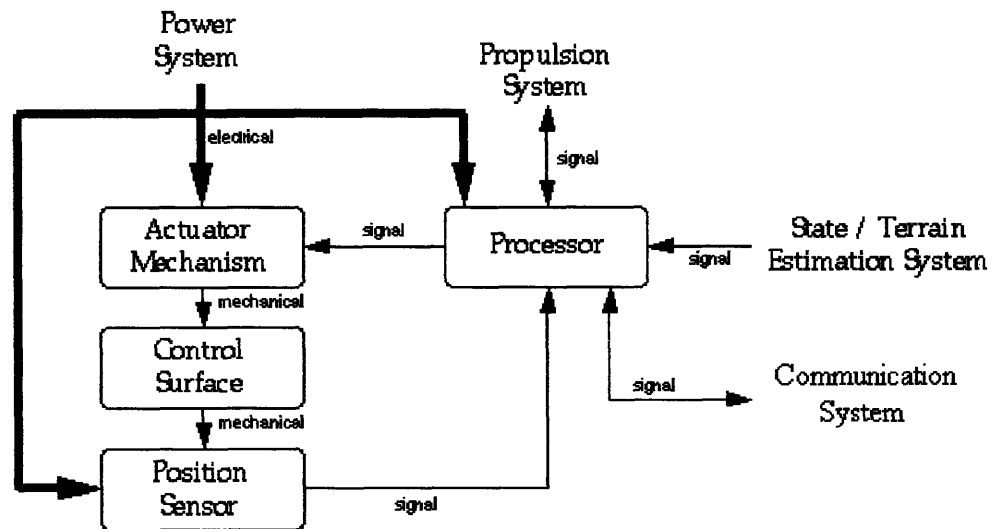 Power
System
Propulsion
System
electrical
signal
Actuator
Mechanism
signal
Processor
State / Terrain
Estimation System
signal
mechanical
Control
Surface
signal
Communication
System
mechanical
Position
Sensor
signal